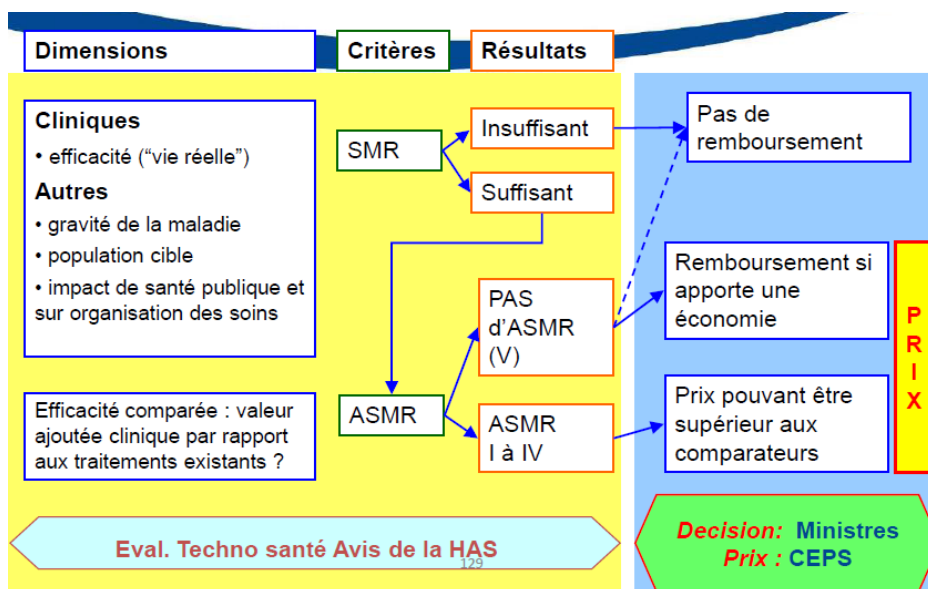 Dimensions
Critères
Résultats
Cliniques
• efficacité (“vie réelle”)
Autres
• gravité de la maladie
• population cible
• impact de santé publique et
sur organisation des soins
SMR
Insuffisant
Suffisant
Pas de
remboursement
Efficacité comparée : valeur
ajoutée clinique par rapport
aux traitements existants ?
ASMR
PAS
d’ASMR
(V)
ASMR
I à IV
Remboursement si
apporte une
économie
Prix pouvant être
supérieur aux
comparateurs
PRIX
Eval. Techno santé Avis de la HAS
129
Decision: Ministres
Prix : CEPS